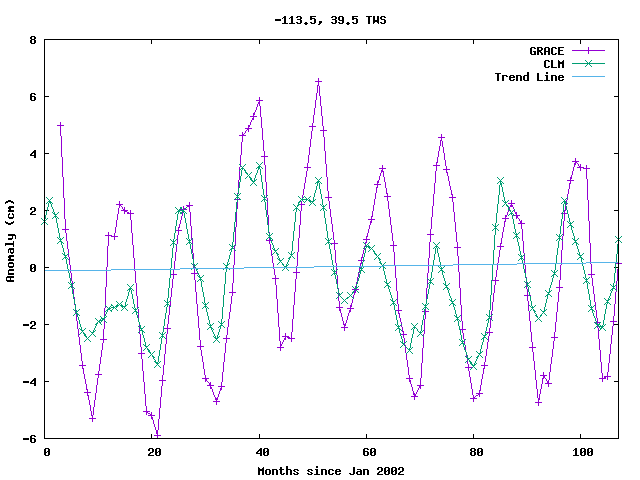 -113.5, 39.5 TWS
GRACE
CLM
Trend Line
8
6
4
2
0
-2
-4
-6
Anomaly (cm)
0 20 40 60 80 100
Months since Jan 2002